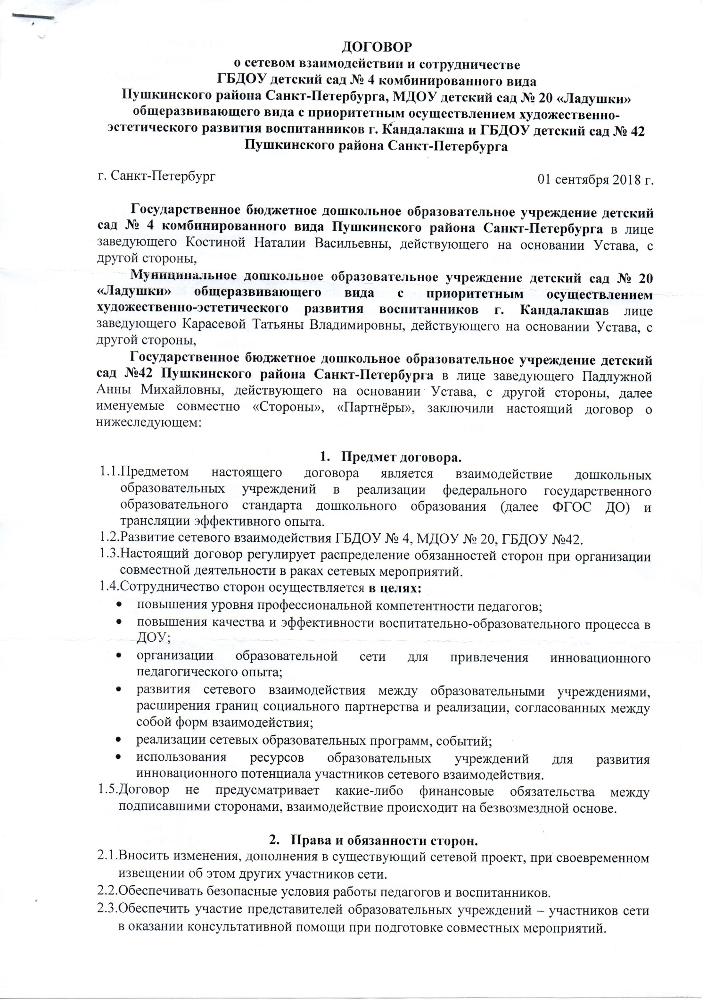 ДОГОВОР
о сетевом взаимодействии и сотрудничестве
ГБДОУ детский сад № 4 комбинированного вида
Пушкинского района Санкт-Петербурга, МДОУ детский сад № 20 «Ладушки»
общеразвивающего вида с приоритетным осуществлением художественно-
эстетического развития воспитанников г. Кандалакша и ГБДОУ детский сад № 42
Пушкинского района Санкт-Петербурга
г. Санкт-Петербург 01 сентября 2018 г.
Государственное бюджетное дошкольное образовательное учреждение детский
сад № 4 комбинированного вида Пушкинского района Санкт-Петербурга в лице
заведующего Костиной Наталии Васильевны, действующего на основании Устава, с
другой стороны,
Муниципальное дошкольное образовательное учреждение детский сад № 20
«Ладушки» общеразвивающего вида с приоритетным осуществлением
художественно-эстетического развития воспитанников г. Кандалакшав лице
заведующего Карасевой Татьяны Владимировны, действующего на основании Устава, с
другой стороны,
Государственное бюджетное дошкольное образовательное учреждение детский
сад №42 Пушкинского района Санкт-Петербурга в лице заведующего Падлужной
Анны Михайловны, действующего на основании Устава, с другой стороны, далее
именуемые совместно «Стороны», «Партнёры», заключили настоящий договор о
нижеследующем:
1. Предмет договора.
1.1.Предметом настоящего договора является взаимодействие дошкольных
образовательных учреждений в реализации федерального государственного
образовательного стандарта дошкольного образования (далее ФГОС ДО) и
трансляции эффективного опыта.
1.2.Развитие сетевого взаимодействия ГБДОУ № 4, МДОУ № 20, ГБДОУ №42.
1.3.Настоящий договор регулирует распределение обязанностей сторон при организации
совместной деятельности в раках сетевых мероприятий.
1.4.Сотрудничество сторон осуществляется в целях:
• повышения уровня профессиональной компетентности педагогов;
• повышения качества и эффективности воспитательно-образовательного процесса в
ДОУ;
• организации образовательной сети для привлечения инновационного
педагогического опыта;
• развития сетевого взаимодействия между образовательными учреждениями,
расширения границ социального партнерства и реализации, согласованных между
собой форм взаимодействия;
• реализации сетевых образовательных программ, событий;
• использования ресурсов образовательных учреждений для развития
инновационного потенциала участников сетевого взаимодействия.
1.5.Договор не предусматривает какие-либо финансовые обязательства между
подписавшими сторонами, взаимодействие происходит на безвозмездной основе.
2. Права и обязанности сторон.
2.1.Вносить изменения, дополнения в существующий сетевой проект, при своевременном
извещении об этом других участников сети.
2.2.Обеспечивать безопасные условия работы педагогов и воспитанников.
2.3.Обеспечить участие представителей образовательных учреждений – участников сети
в оказании консультативной помощи при подготовке совместных мероприятий.